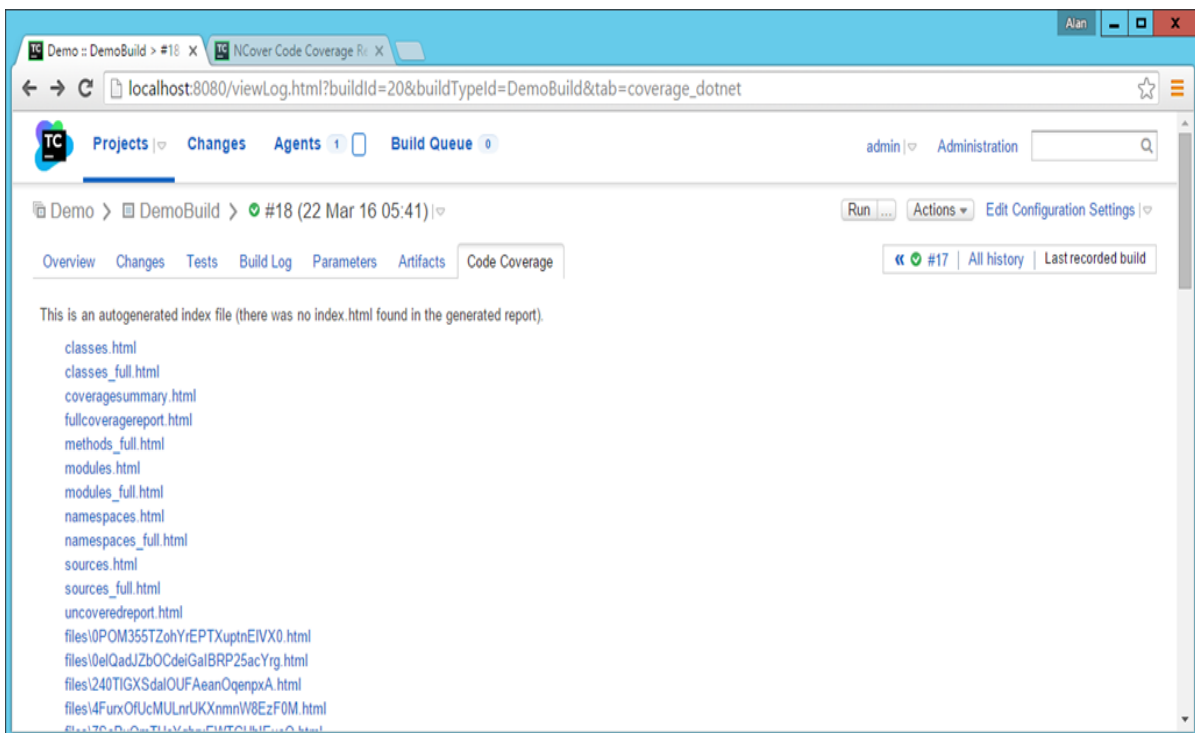 Alan
Demo :: DemoBuild > #18
NCover Code Coverage Re
localhost:8080/viewLog.html?buildId=20&buildTypeId=DemoBuild&tab=coverage_dotnet
TC Projects Changes Agents 1 Build Queue 0 admin Administration
Demo > DemoBuild > #18 (22 Mar 16 05:41) Run ... Actions Edit Configuration Settings
Overview Changes Tests Build Log Parameters Artifacts Code Coverage « #17 | All history | Last recorded build
This is an autogenerated index file (there was no index.html found in the generated report).
classes.html
classes_full.html
coveragesummary.html
fullcoveragereport.html
methods_full.html
modules.html
modules_full.html
namespaces.html
namespaces_full.html
sources.html
sources_full.html
uncoveredreport.html
files\0POM355TZohYrEPTXuptnEIVX0.html
files\0elQadJZbOCdeiGalBRP25acYrg.html
files\240TIGXSdalOUFAeanOqenpxA.html
files\4FurxOfUcMULnrUKXnmnW8EzF0M.html